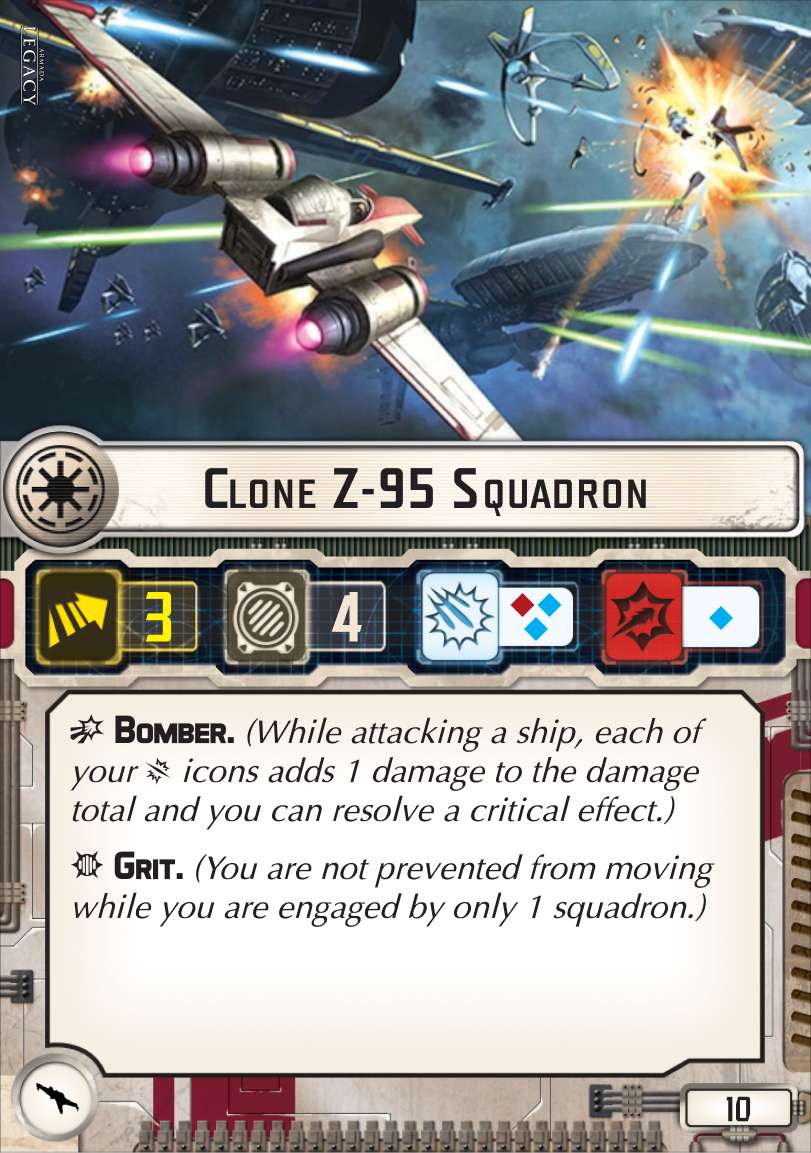 ARMADA
LEGACY
CLONE Z-95 SQUADRON
3
4
BOMBER. (While attacking a ship, each of
your icons adds 1 damage to the damage
total and you can resolve a critical effect.)
GRIT. (You are not prevented from moving
while you are engaged by only 1 squadron.)
10